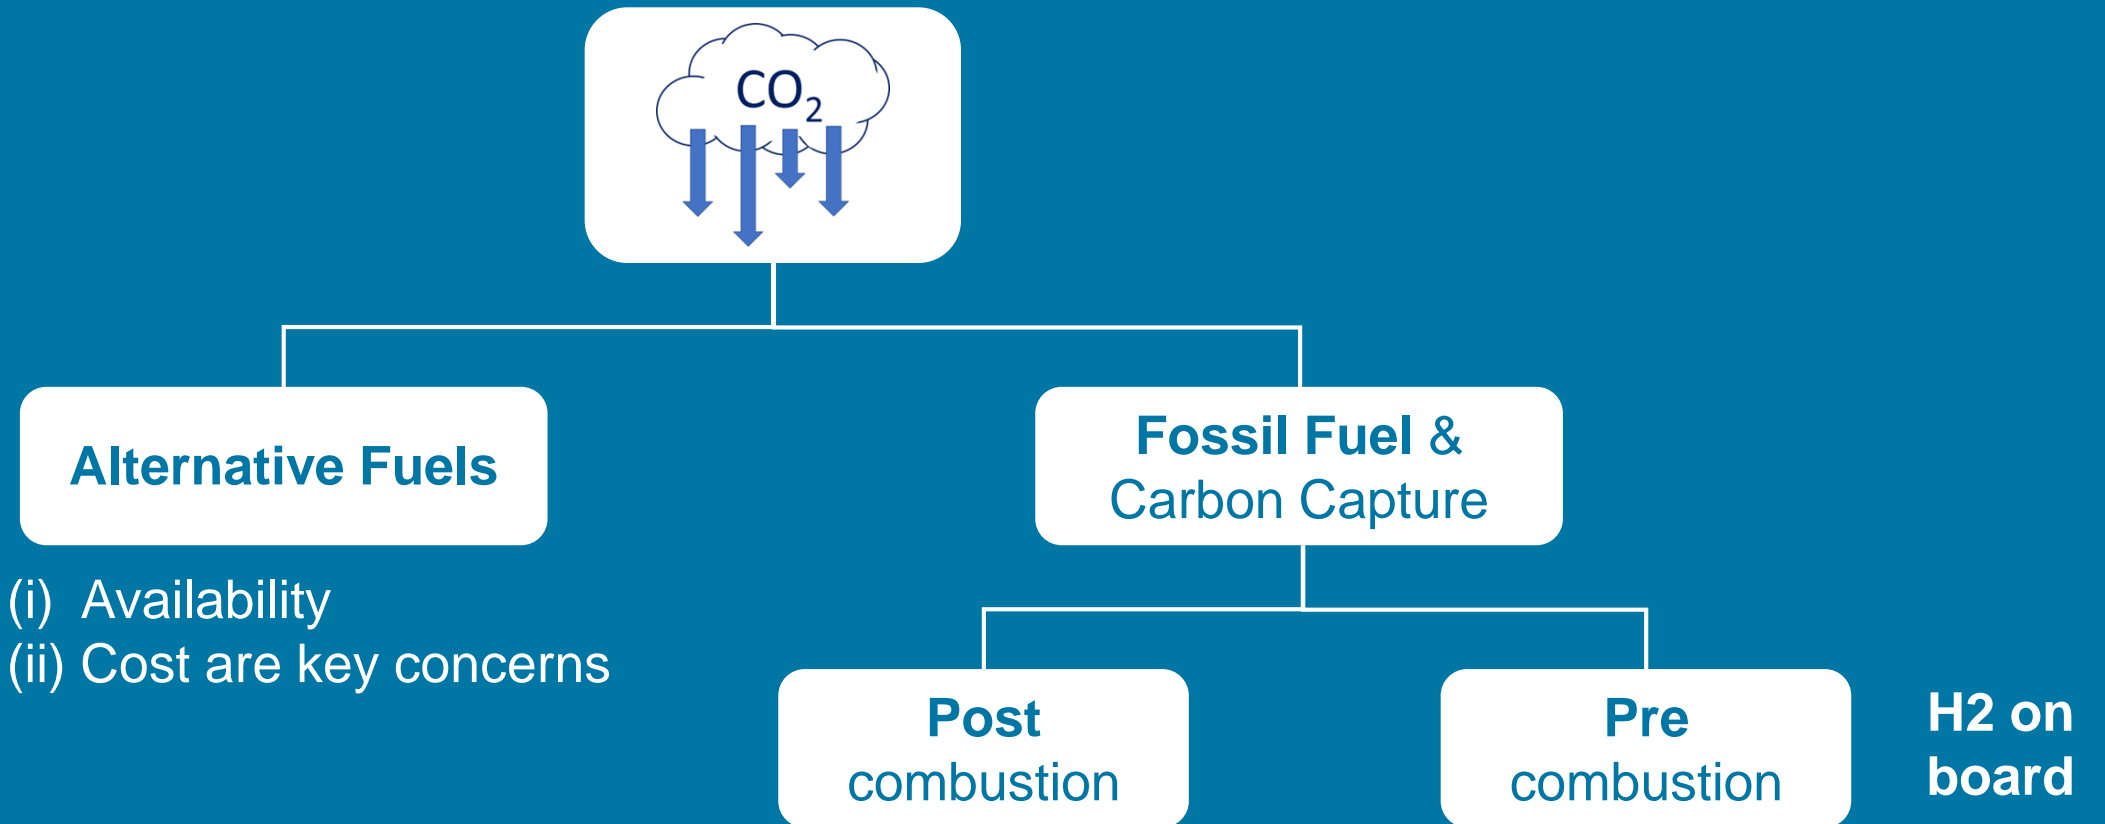 CO₂
Alternative Fuels
Fossil Fuel &
Carbon Capture
(i) Availability
(ii) Cost are key concerns
Post
combustion
Pre
combustion
H2 on
board